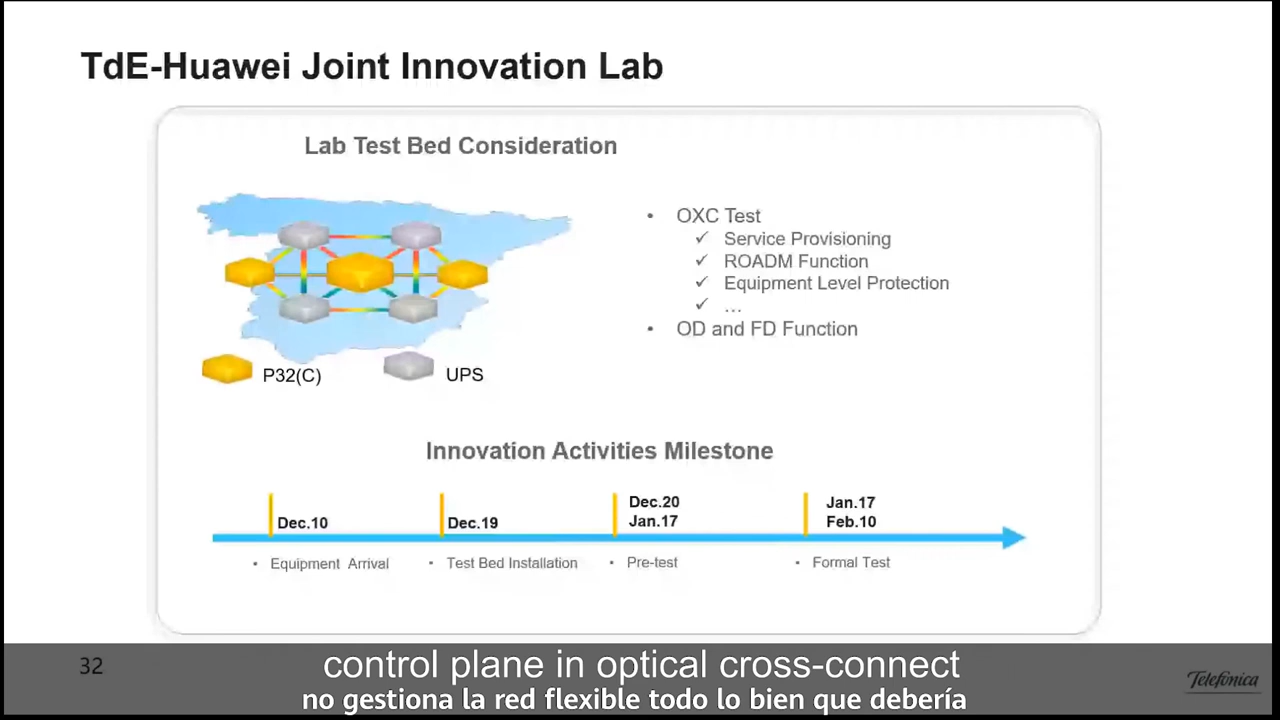 TdE-Huawei Joint Innovation Lab
Lab Test Bed Consideration
• OXC Test
✓ Service Provisioning
✓ ROADM Function
✓ Equipment Level Protection
✓ ...
• OD and FD Function
P32(C)
UPS
Innovation Activities Milestone
Dec.10
Dec.19
Dec.20
Jan.17
Jan.17
Feb.10
• Equipment Arrival
• Test Bed Installation
• Pre-test
• Formal Test
32
control plane in optical cross-connect
no gestiona la red flexible todo lo bien que debería
Telefónica